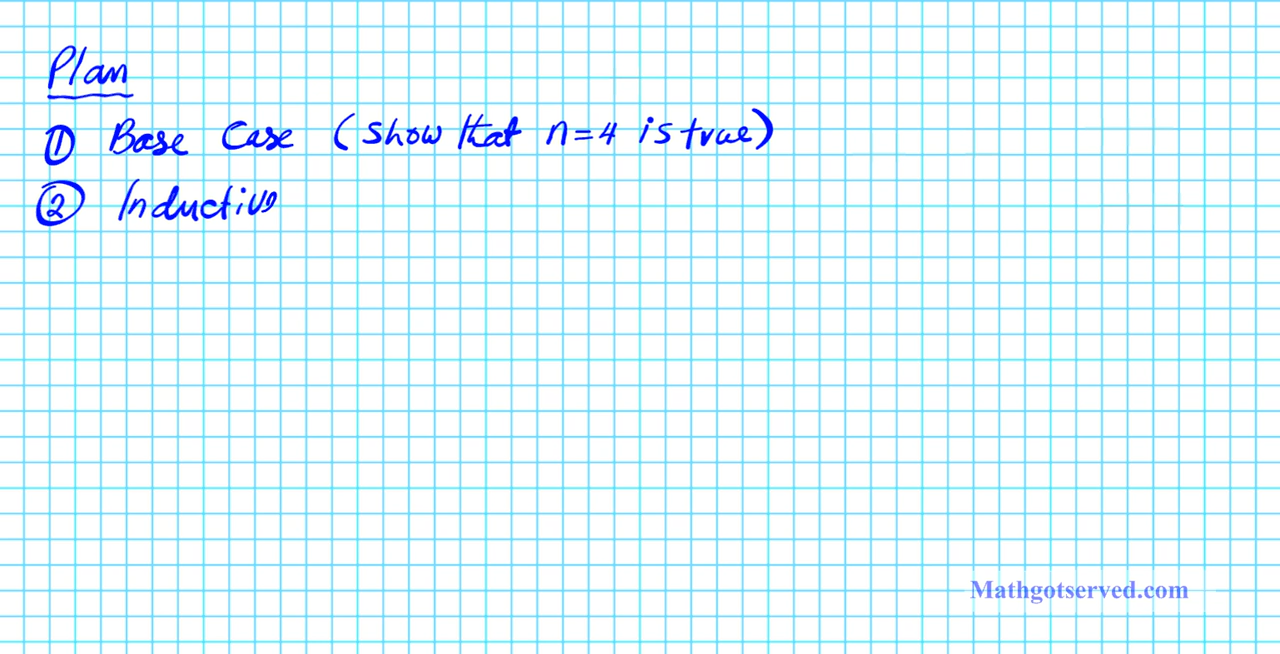 Plan
① Base Case (show that n=4 is true)
② Inductive
Mathgotserved.com